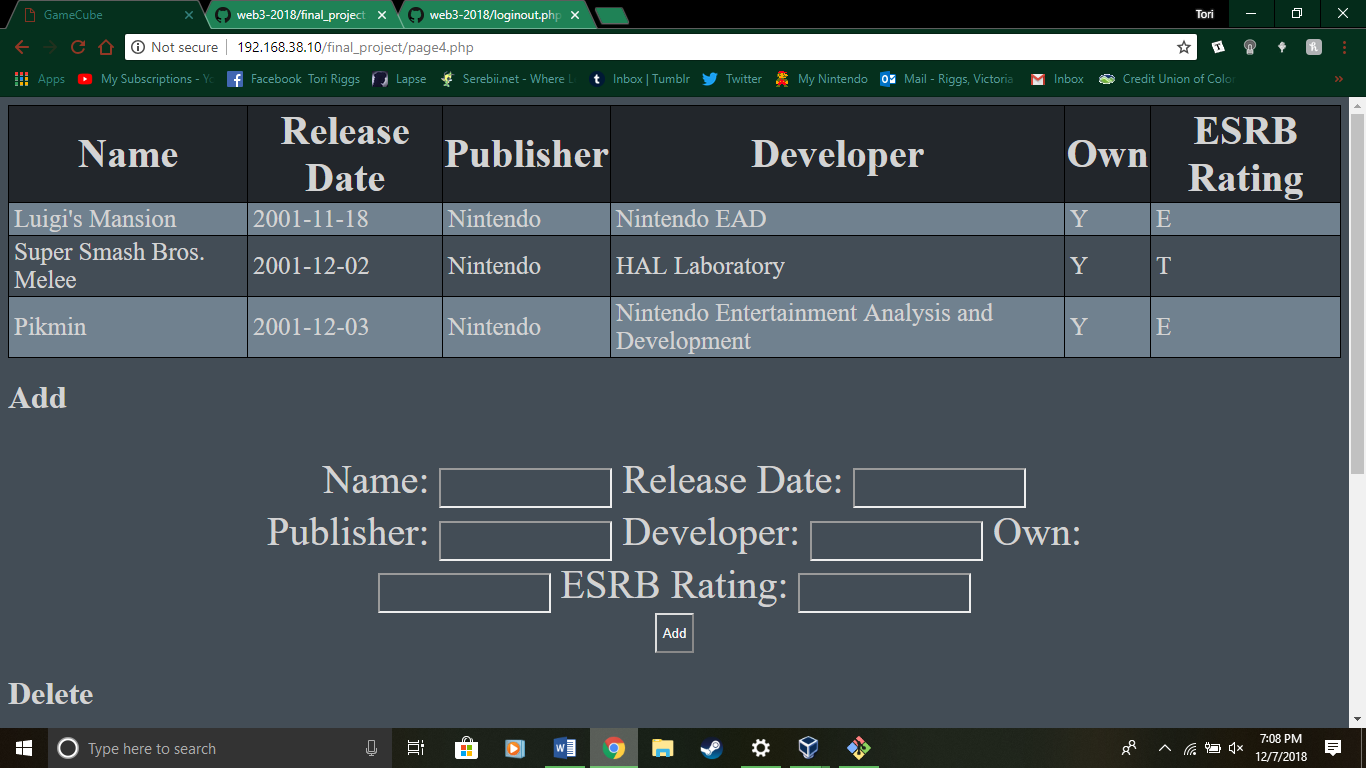 GameCube
web3-2018/final_project
web3-2018/loginout.php
Tori
Not secure
192.168.38.10/final_project/page4.php
Apps
My Subscriptions - Yo
Facebook Tori Riggs
Lapse
Serebii.net - Where L
Inbox | Tumblr
Twitter
My Nintendo
Mail - Riggs, Victoria
Inbox
Credit Union of Colo
Name Release Date Publisher Developer Own ESRB Rating
Luigi's Mansion 2001-11-18 Nintendo Nintendo EAD Y E
Super Smash Bros. Melee 2001-12-02 Nintendo HAL Laboratory Y T
Pikmin 2001-12-03 Nintendo Nintendo Entertainment Analysis and Development Y E
Add
Name: Release Date:
Publisher: Developer: Own:
ESRB Rating:
Add
Delete
Type here to search
7:08 PM
12/7/2018